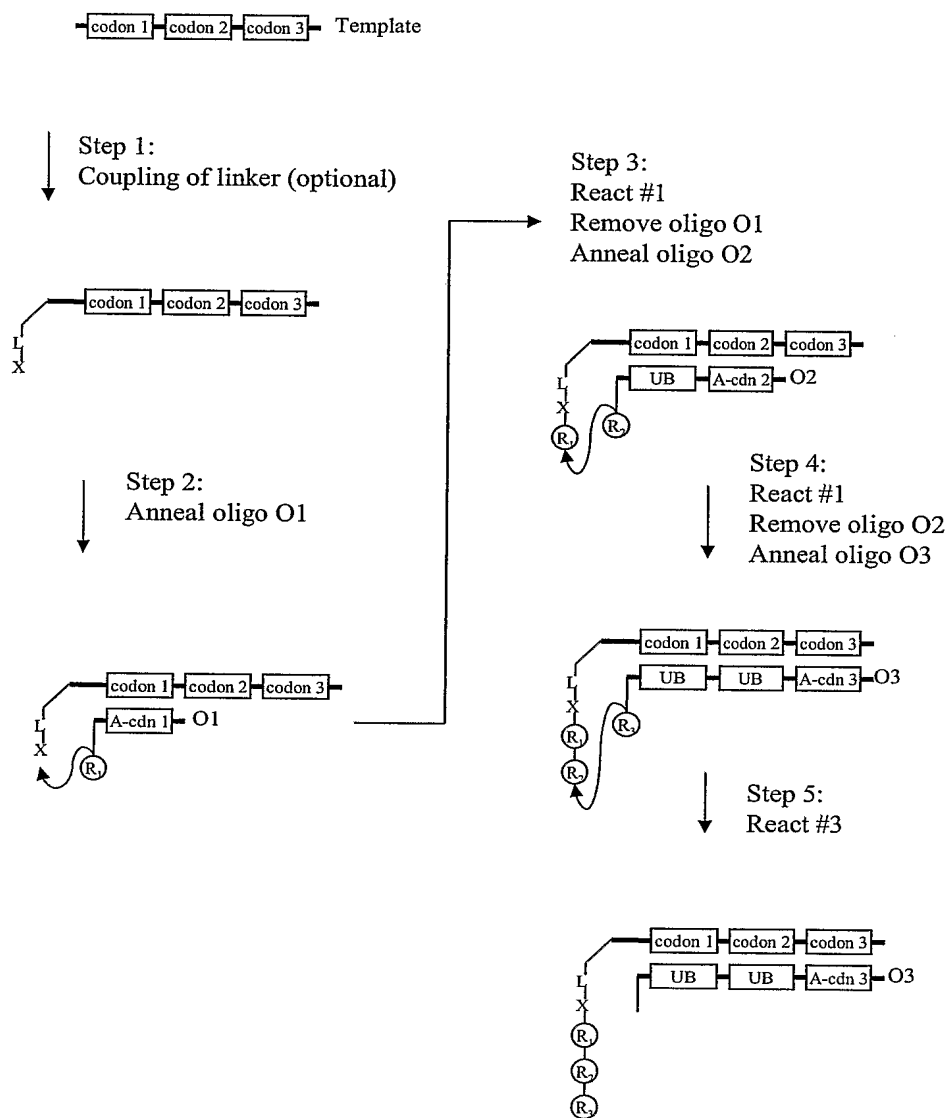 codon 1 codon 2 codon 3 Template
Step 1:
Coupling of linker (optional)
codon 1 codon 2 codon 3
L
X
Step 2:
Anneal oligo O1
codon 1 codon 2 codon 3
A-cdn 1 O1
L
X
R1
Step 3:
React #1
Remove oligo O1
Anneal oligo O2
codon 1 codon 2 codon 3
UB A-cdn 2 O2
L
X
R1 R2
Step 4:
React #1
Remove oligo O2
Anneal oligo O3
codon 1 codon 2 codon 3
UB UB A-cdn 3 O3
L
X
R1 R3
R2
Step 5:
React #3
codon 1 codon 2 codon 3
UB UB A-cdn 3 O3
L
X
R1
R2
R3